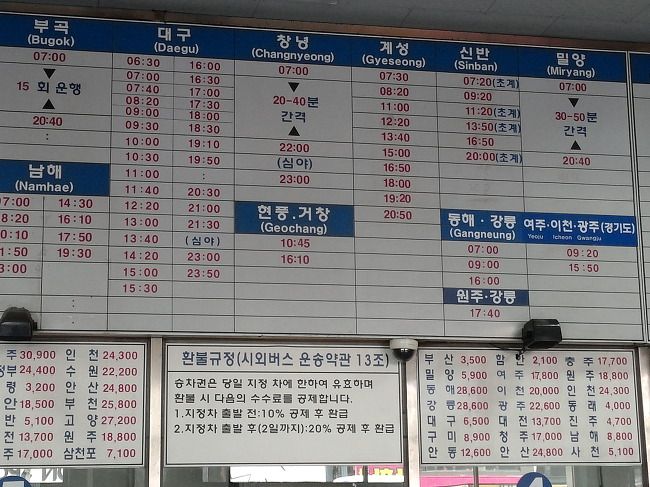 부곡
(Bugok)
07:00
▼
15 회 운행
▲
20:40
:
남해
(Namhae)
07:00 14:30
08:20 16:10
17:50
19:30
대구
(Daegu)
06:30 16:00
07:00 16:30
07:40 17:00
08:20 17:30
09:00 18:00
09:30 18:30
10:00 19:10
10:30 19:50
11:00 :
11:40 20:30
12:20 21:00
13:00 21:30
13:40 (심야)
14:20 23:00
15:00 23:50
15:30
창녕
(Changnyeong)
07:00
▼
20-40분
간격
▲
22:00
(심야)
23:00
현풍.거창
(Geochang)
10:45
16:10
계성
(Gyeseong)
07:30
08:20
11:00
12:20
13:40
15:00
16:50
18:00
19:20
20:50
신반
(Sinban)
07:20(초계)
09:20
11:20(초계)
13:50(초계)
16:50
20:00(초계)
동해·강릉
(Gangneung)
07:00
09:00
16:00
원주·강릉
17:40
밀양
(Miryang)
07:00
▼
30-50분
간격
▲
20:40
여주·이천·광주(경기도)
Yeoju Icheon Gwangju
09:20
15:50
주 30,900 인 천 24,300
정부 24,400 수 원 22,200
령 3,200 안 산 24,800
안 18,500 부 천 25,800
반 5,100 고 양 27,200
전 13,700 원 주 18,800
주 17,000 삼천포 7,100
환불규정(시외버스 운송약관 13조)
승차권은 당일 지정 차에 한하여 유효하며
환불 시 다음의 수수료를 공제합니다.
1.지정차 출발 전:10% 공제 후 환급
2.지정차 출발 후(2일까지):20% 공제 후 환급
부 산 3,500 함 안 2,100 충 주 17,700
밀 양 5,900 여 주 17,800 원 주 18,800
동 해 28,600 이 천 20,000 인 천 24,300
강 릉 28,600 광 주 22,600 동 래 4,000
대 구 6,500 대 전 13,700 진 주 4,700
구 미 8,900 청 주 17,000 남 해 8,800
안 동 12,600 안 산 24,800 사 천 5,100